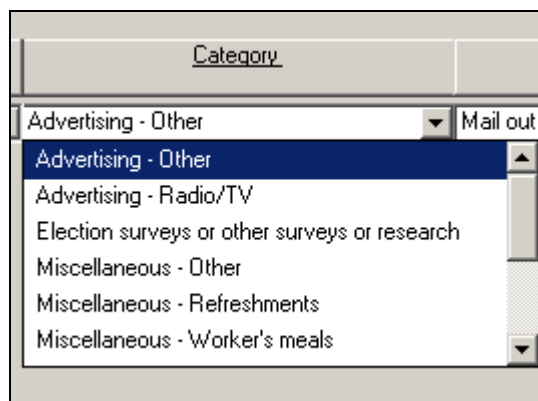 Category
Advertising - Other
Mail out
Advertising - Other
Advertising - Radio/TV
Election surveys or other surveys or research
Miscellaneous - Other
Miscellaneous - Refreshments
Miscellaneous - Worker's meals